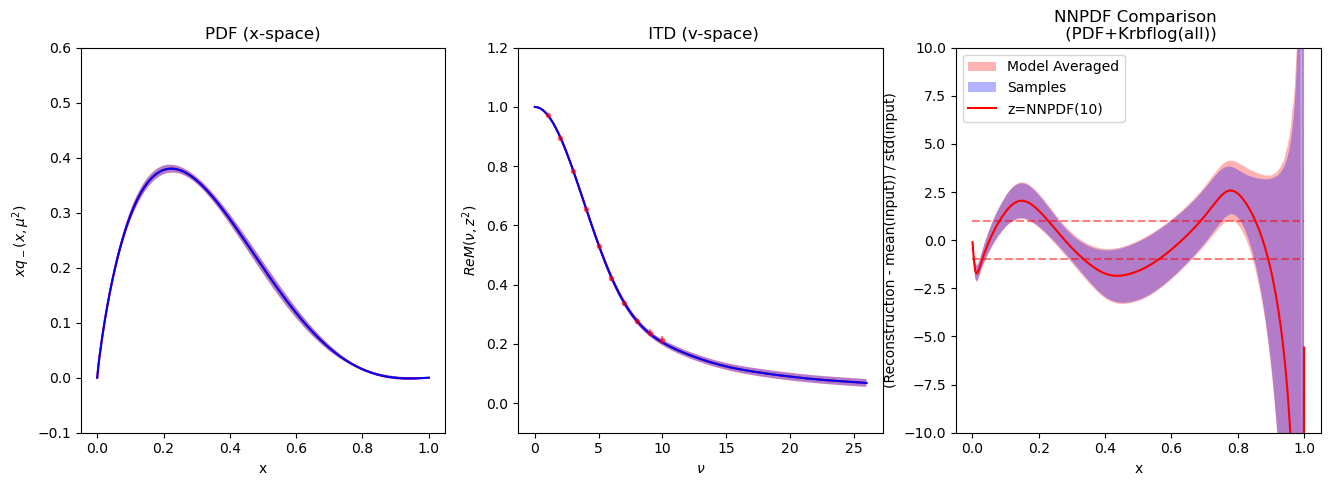 PDF (x-space)
0.6
0.5
0.4
0.3
0.2
0.1
0.0
−0.1
xq₋(x, μ²)
0.0 0.2 0.4 0.6 0.8 1.0
x
ITD (v-space)
1.2
1.0
0.8
0.6
0.4
0.2
0.0
ReM(ν, z²)
0 5 10 15 20 25
ν
NNPDF Comparison
(PDF+Krbflog(all))
10.0
7.5
5.0
2.5
0.0
−2.5
−5.0
−7.5
−10.0
(Reconstruction - mean(input)) / std(input)
Model Averaged
Samples
z=NNPDF(10)
0.0 0.2 0.4 0.6 0.8 1.0
x